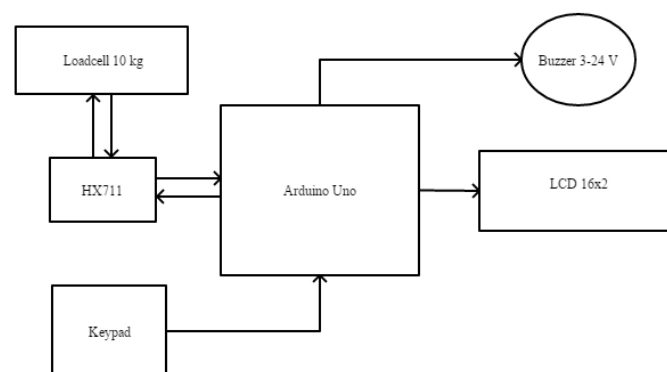 Loadcell 10 kg
Buzzer 3-24 V
HX711
Arduino Uno
LCD 16x2
Keypad